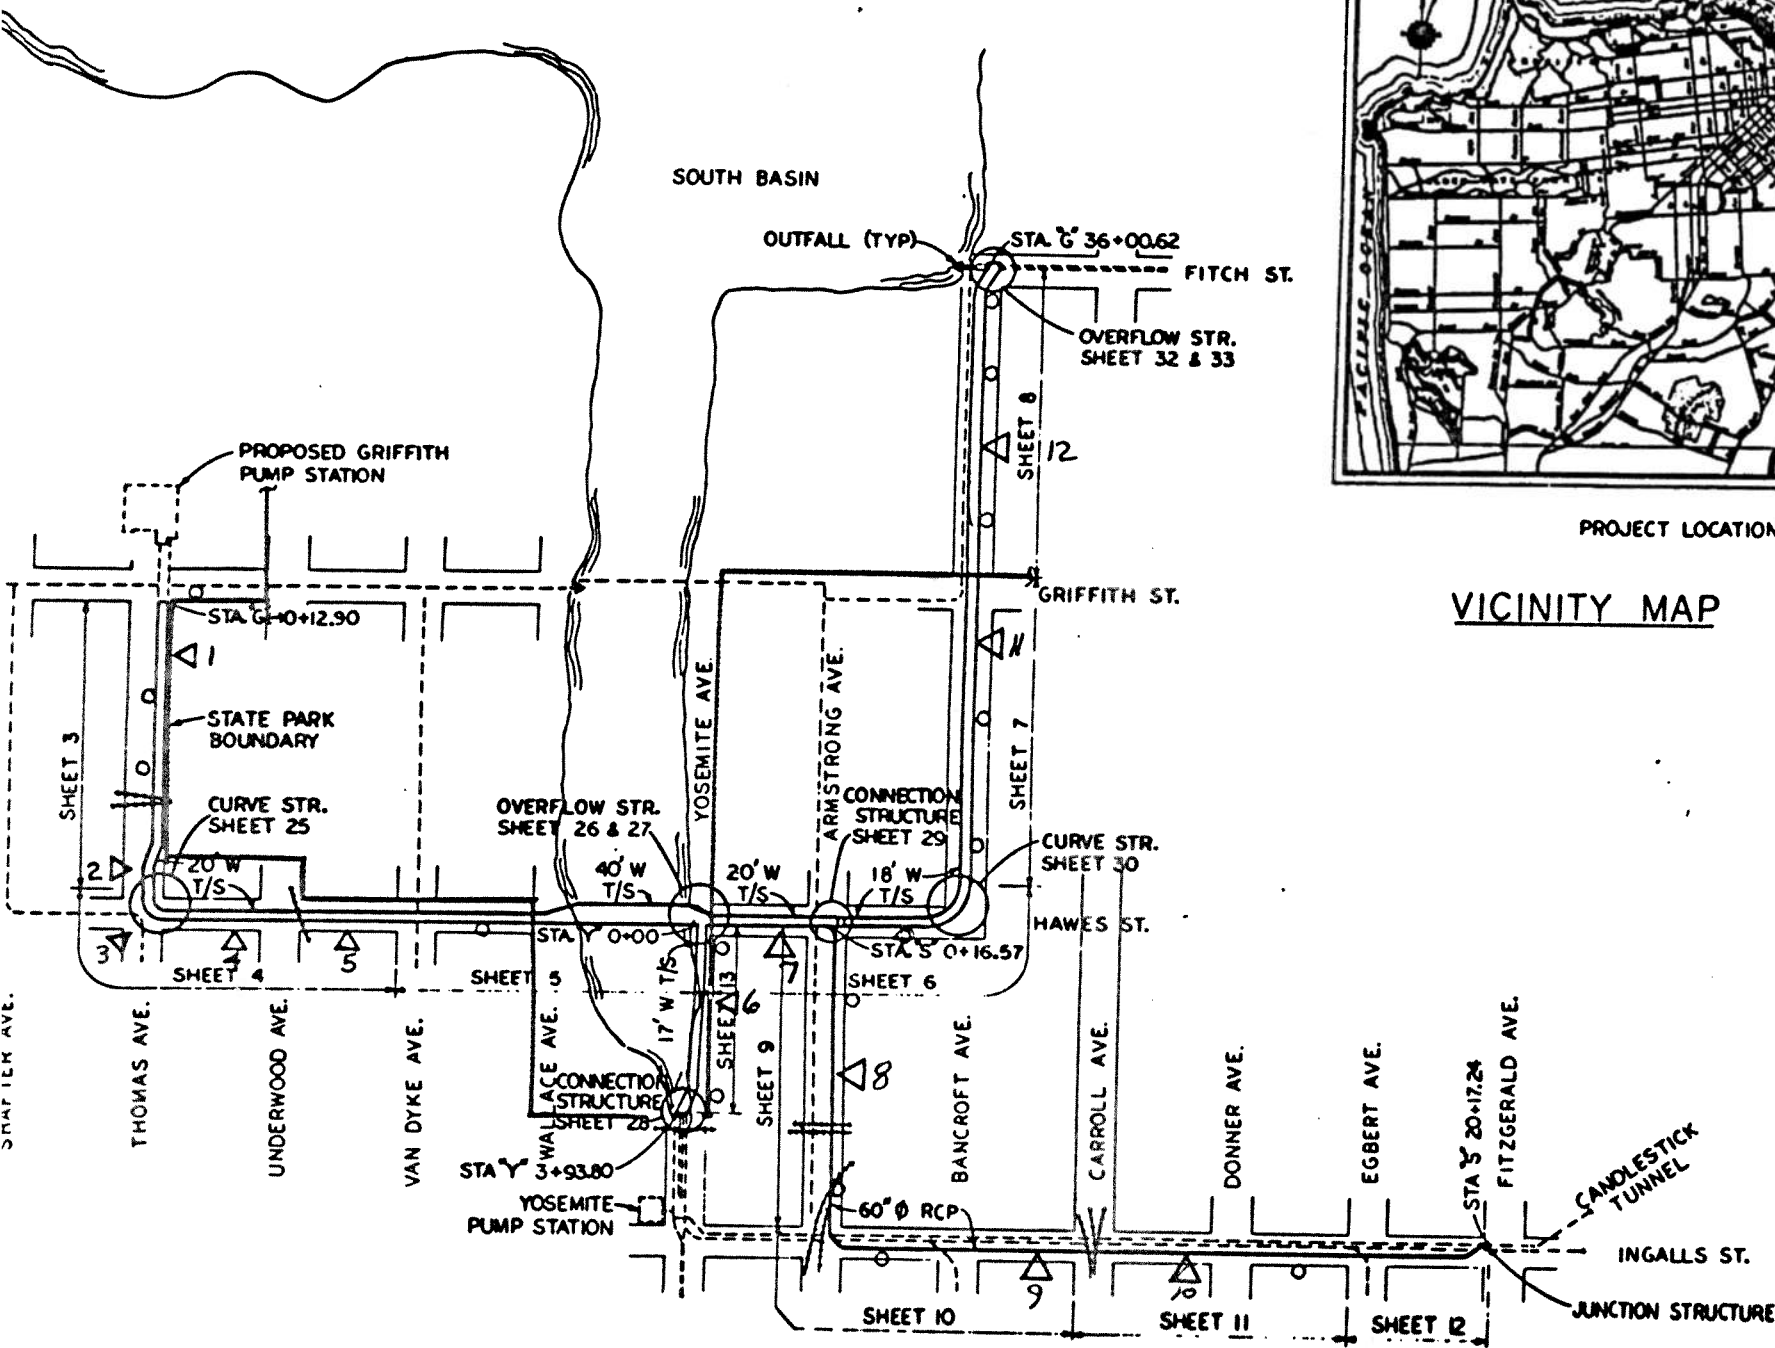 SOUTH BASIN
OUTFALL (TYP)
STA. "G" 36+00.62
FITCH ST.
OVERFLOW STR.
SHEET 32 & 33
SHEET 8
12
PACIFIC OCEAN
PROJECT LOCATION
VICINITY MAP
PROPOSED GRIFFITH
PUMP STATION
GRIFFITH ST.
STA. G 0+12.90
1
11
STATE PARK
BOUNDARY
SHEET 3
SHEET 7
YOSEMITE AVE.
ARMSTRONG AVE.
CURVE STR.
SHEET 25
OVERFLOW STR.
SHEET 26 & 27
CONNECTION
STRUCTURE
SHEET 29
CURVE STR.
SHEET 30
2
20' W
T/S
40' W
T/S
20' W
T/S
18' W
T/S
HAWES ST.
STA. "Y" 0+00
STA. "S" 0+16.57
3
4
5
7
SHEET 4
SHEET 5
SHEET 6
17' W T/S
SHEET 13
6
SHEET 9
8
SHAFTER AVE.
THOMAS AVE.
UNDERWOOD AVE.
VAN DYKE AVE.
WALLACE AVE.
BANCROFT AVE.
CARROLL AVE.
DONNER AVE.
EGBERT AVE.
STA "S" 20+17.24
FITZGERALD AVE.
CONNECTION
STRUCTURE
SHEET 28
STA "Y" 3+93.80
YOSEMITE
PUMP STATION
60" Ø RCP
CANDLESTICK
TUNNEL
INGALLS ST.
9
10
JUNCTION STRUCTURE
SHEET 10
SHEET 11
SHEET 12